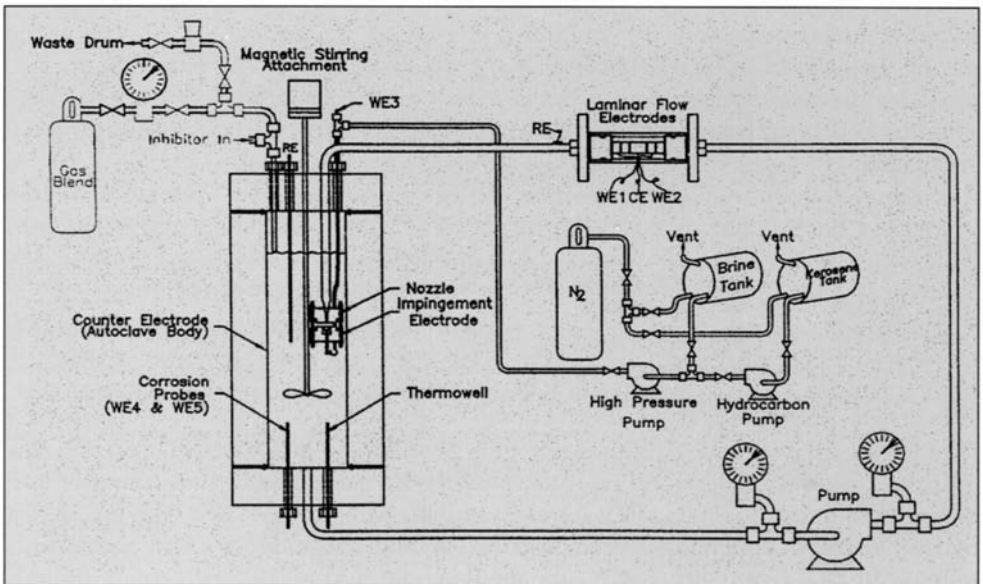 Waste Drum
Magnetic Stirring
Attachment
WE3
Laminar Flow
Electrodes
RE
Inhibitor In
RE
Gas
Blend
WE1 CE WE2
Vent
Vent
Brine
Tank
Kerosene
Tank
N2
Nozzle
Impingement
Electrode
Counter Electrode
(Autoclave Body)
Corrosion
Probes
(WE4 & WE5)
Thermowell
High Pressure
Pump
Hydrocarbon
Pump
Pump